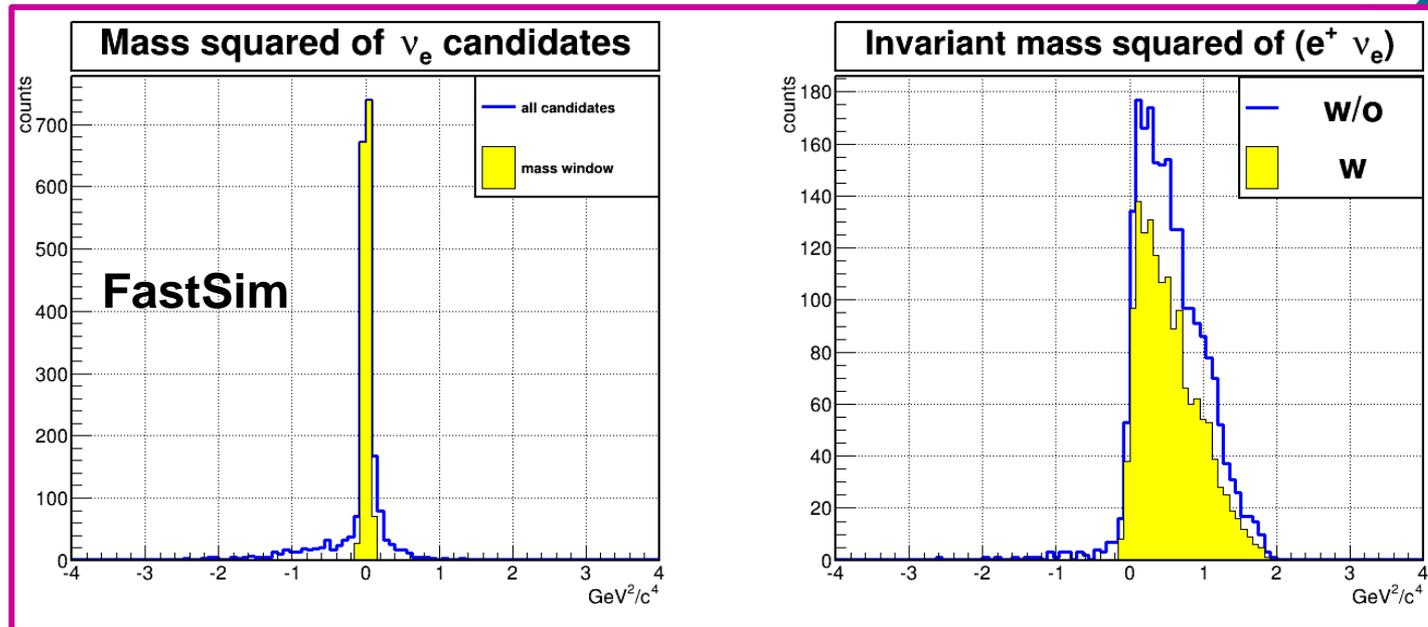 Mass squared of νₑ candidates
counts
all candidates
mass window
FastSim
700
600
500
400
300
200
100
0
-4 -3 -2 -1 0 1 2 3 4
GeV²/c⁴
Invariant mass squared of (e⁺ νₑ)
counts
w/o
w
180
160
140
120
100
80
60
40
20
0
-4 -3 -2 -1 0 1 2 3 4
GeV²/c⁴